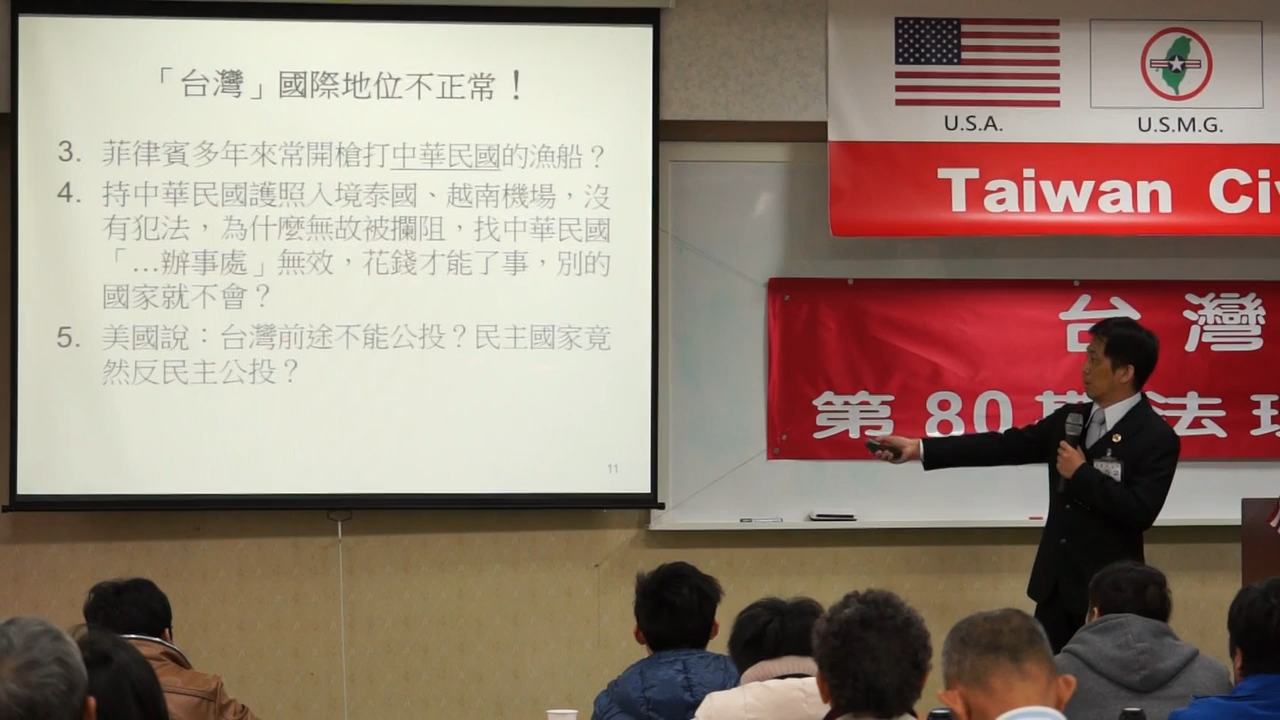 「台灣」國際地位不正常！
3. 菲律賓多年來常開槍打中華民國的漁船？
4. 持中華民國護照入境泰國、越南機場，沒
有犯法，為什麼無故被攔阻，找中華民國
「...辦事處」無效，花錢才能了事，別的
國家就不會？
5. 美國說：台灣前途不能公投？民主國家竟
然反民主公投？
11
U.S.A.
U.S.M.G.
Taiwan Ci
台灣
第80期法